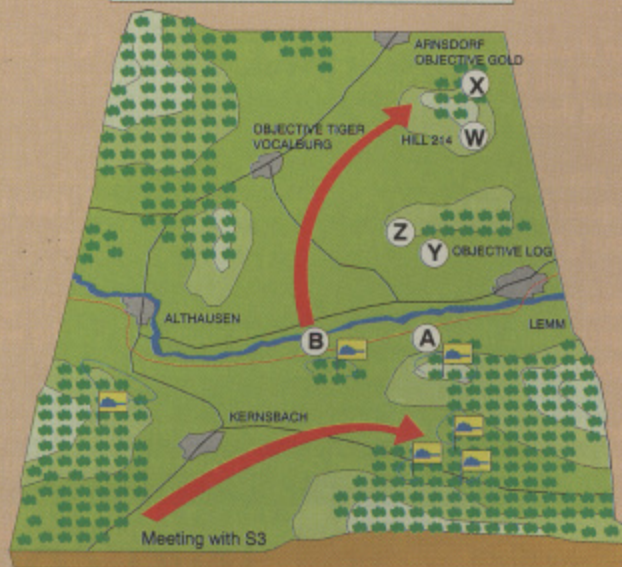 ARNSDORF
OBJECTIVE GOLD
X
OBJECTIVE TIGER
VOCALBURG
HILL 214
W
Z
Y
OBJECTIVE LOG
ALTHAUSEN
B
A
LEMM
KERNSBACH
Meeting with S3